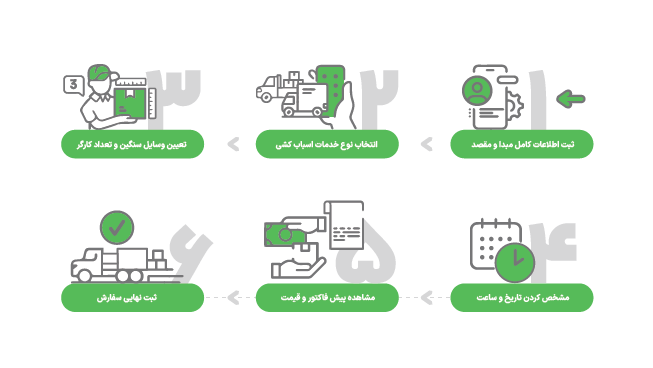 ۱
ثبت اطلاعات کامل مبدا و مقصد
۲
انتخاب نوع خدمات اسباب کشی
۳
3
تعیین وسایل سنگین و تعداد کارگر
۴
مشخص کردن تاریخ و ساعت
۵
مشاهده پیش فاکتور و قیمت
۶
ثبت نهایی سفارش